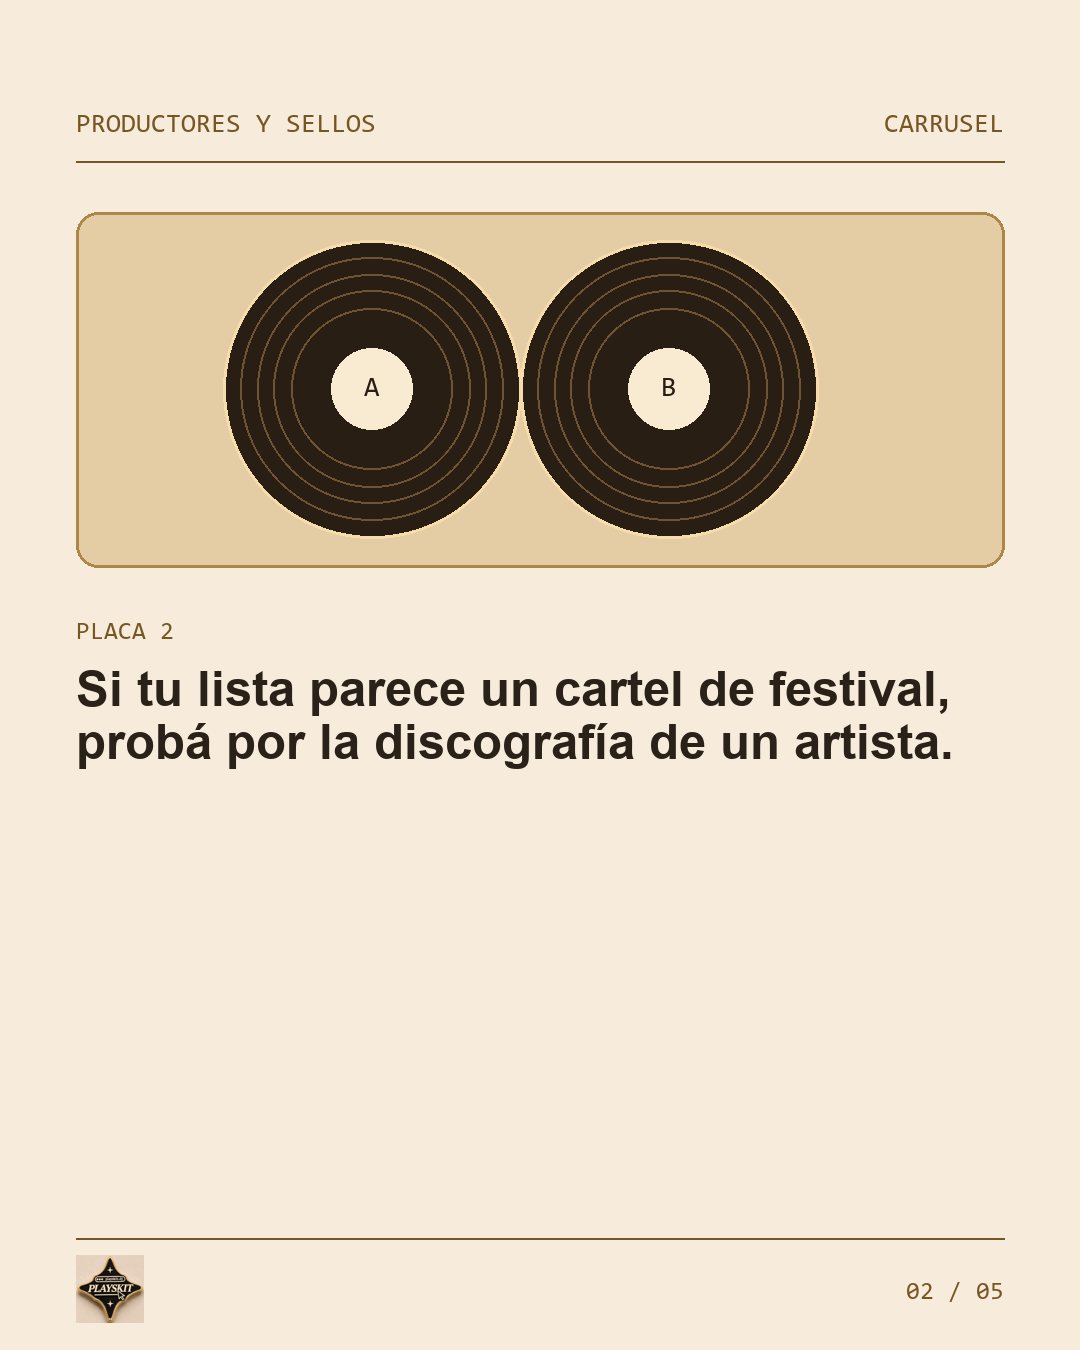 PRODUCTORES Y SELLOS
CARRUSEL
A
B
PLACA 2
Si tu lista parece un cartel de festival,
probá por la discografía de un artista.
PLAYSKIT
02 / 05